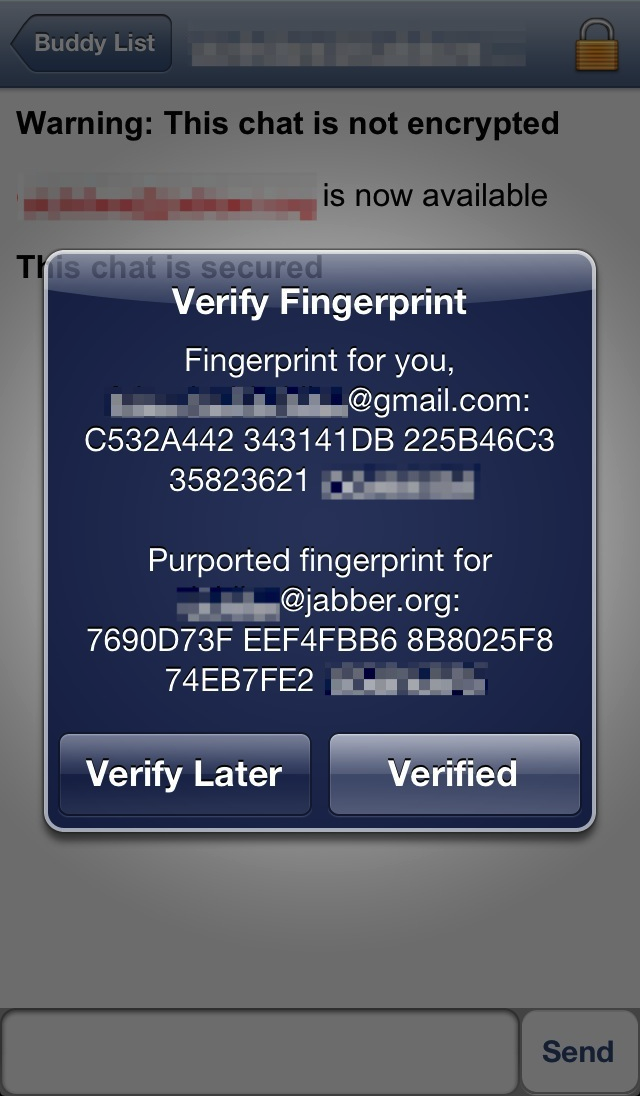 Buddy List
Warning: This chat is not encrypted
is now available
This chat is secured
Verify Fingerprint
Fingerprint for you,
@gmail.com:
C532A442 343141DB 225B46C3
35823621
Purported fingerprint for
@jabber.org:
7690D73F EEF4FBB6 8B8025F8
74EB7FE2
Verify Later
Verified
Send